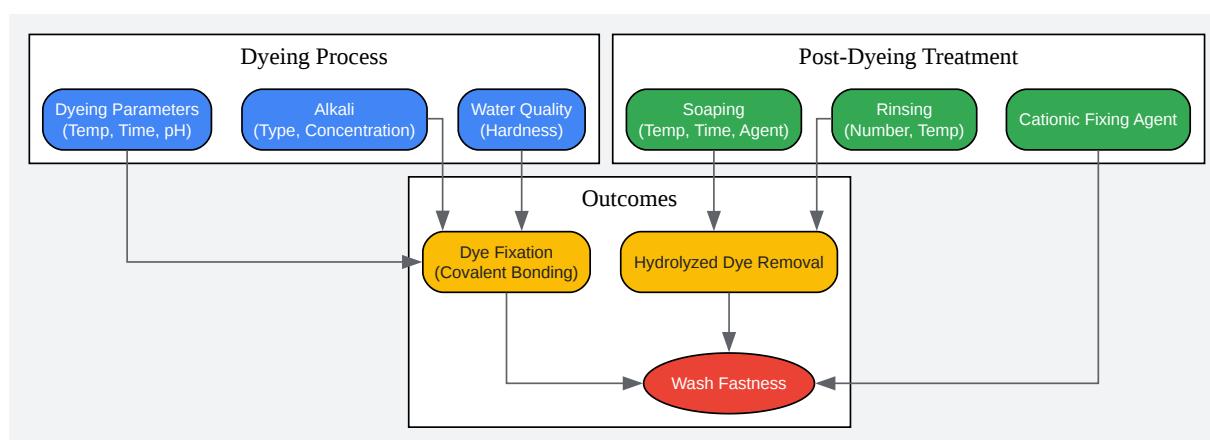 Dyeing Process
Dyeing Parameters
(Temp, Time, pH)
Alkali
(Type, Concentration)
Water Quality
(Hardness)
Post-Dyeing Treatment
Soaping
(Temp, Time, Agent)
Rinsing
(Number, Temp)
Cationic Fixing Agent
Outcomes
Dye Fixation
(Covalent Bonding)
Hydrolyzed Dye Removal
Wash Fastness